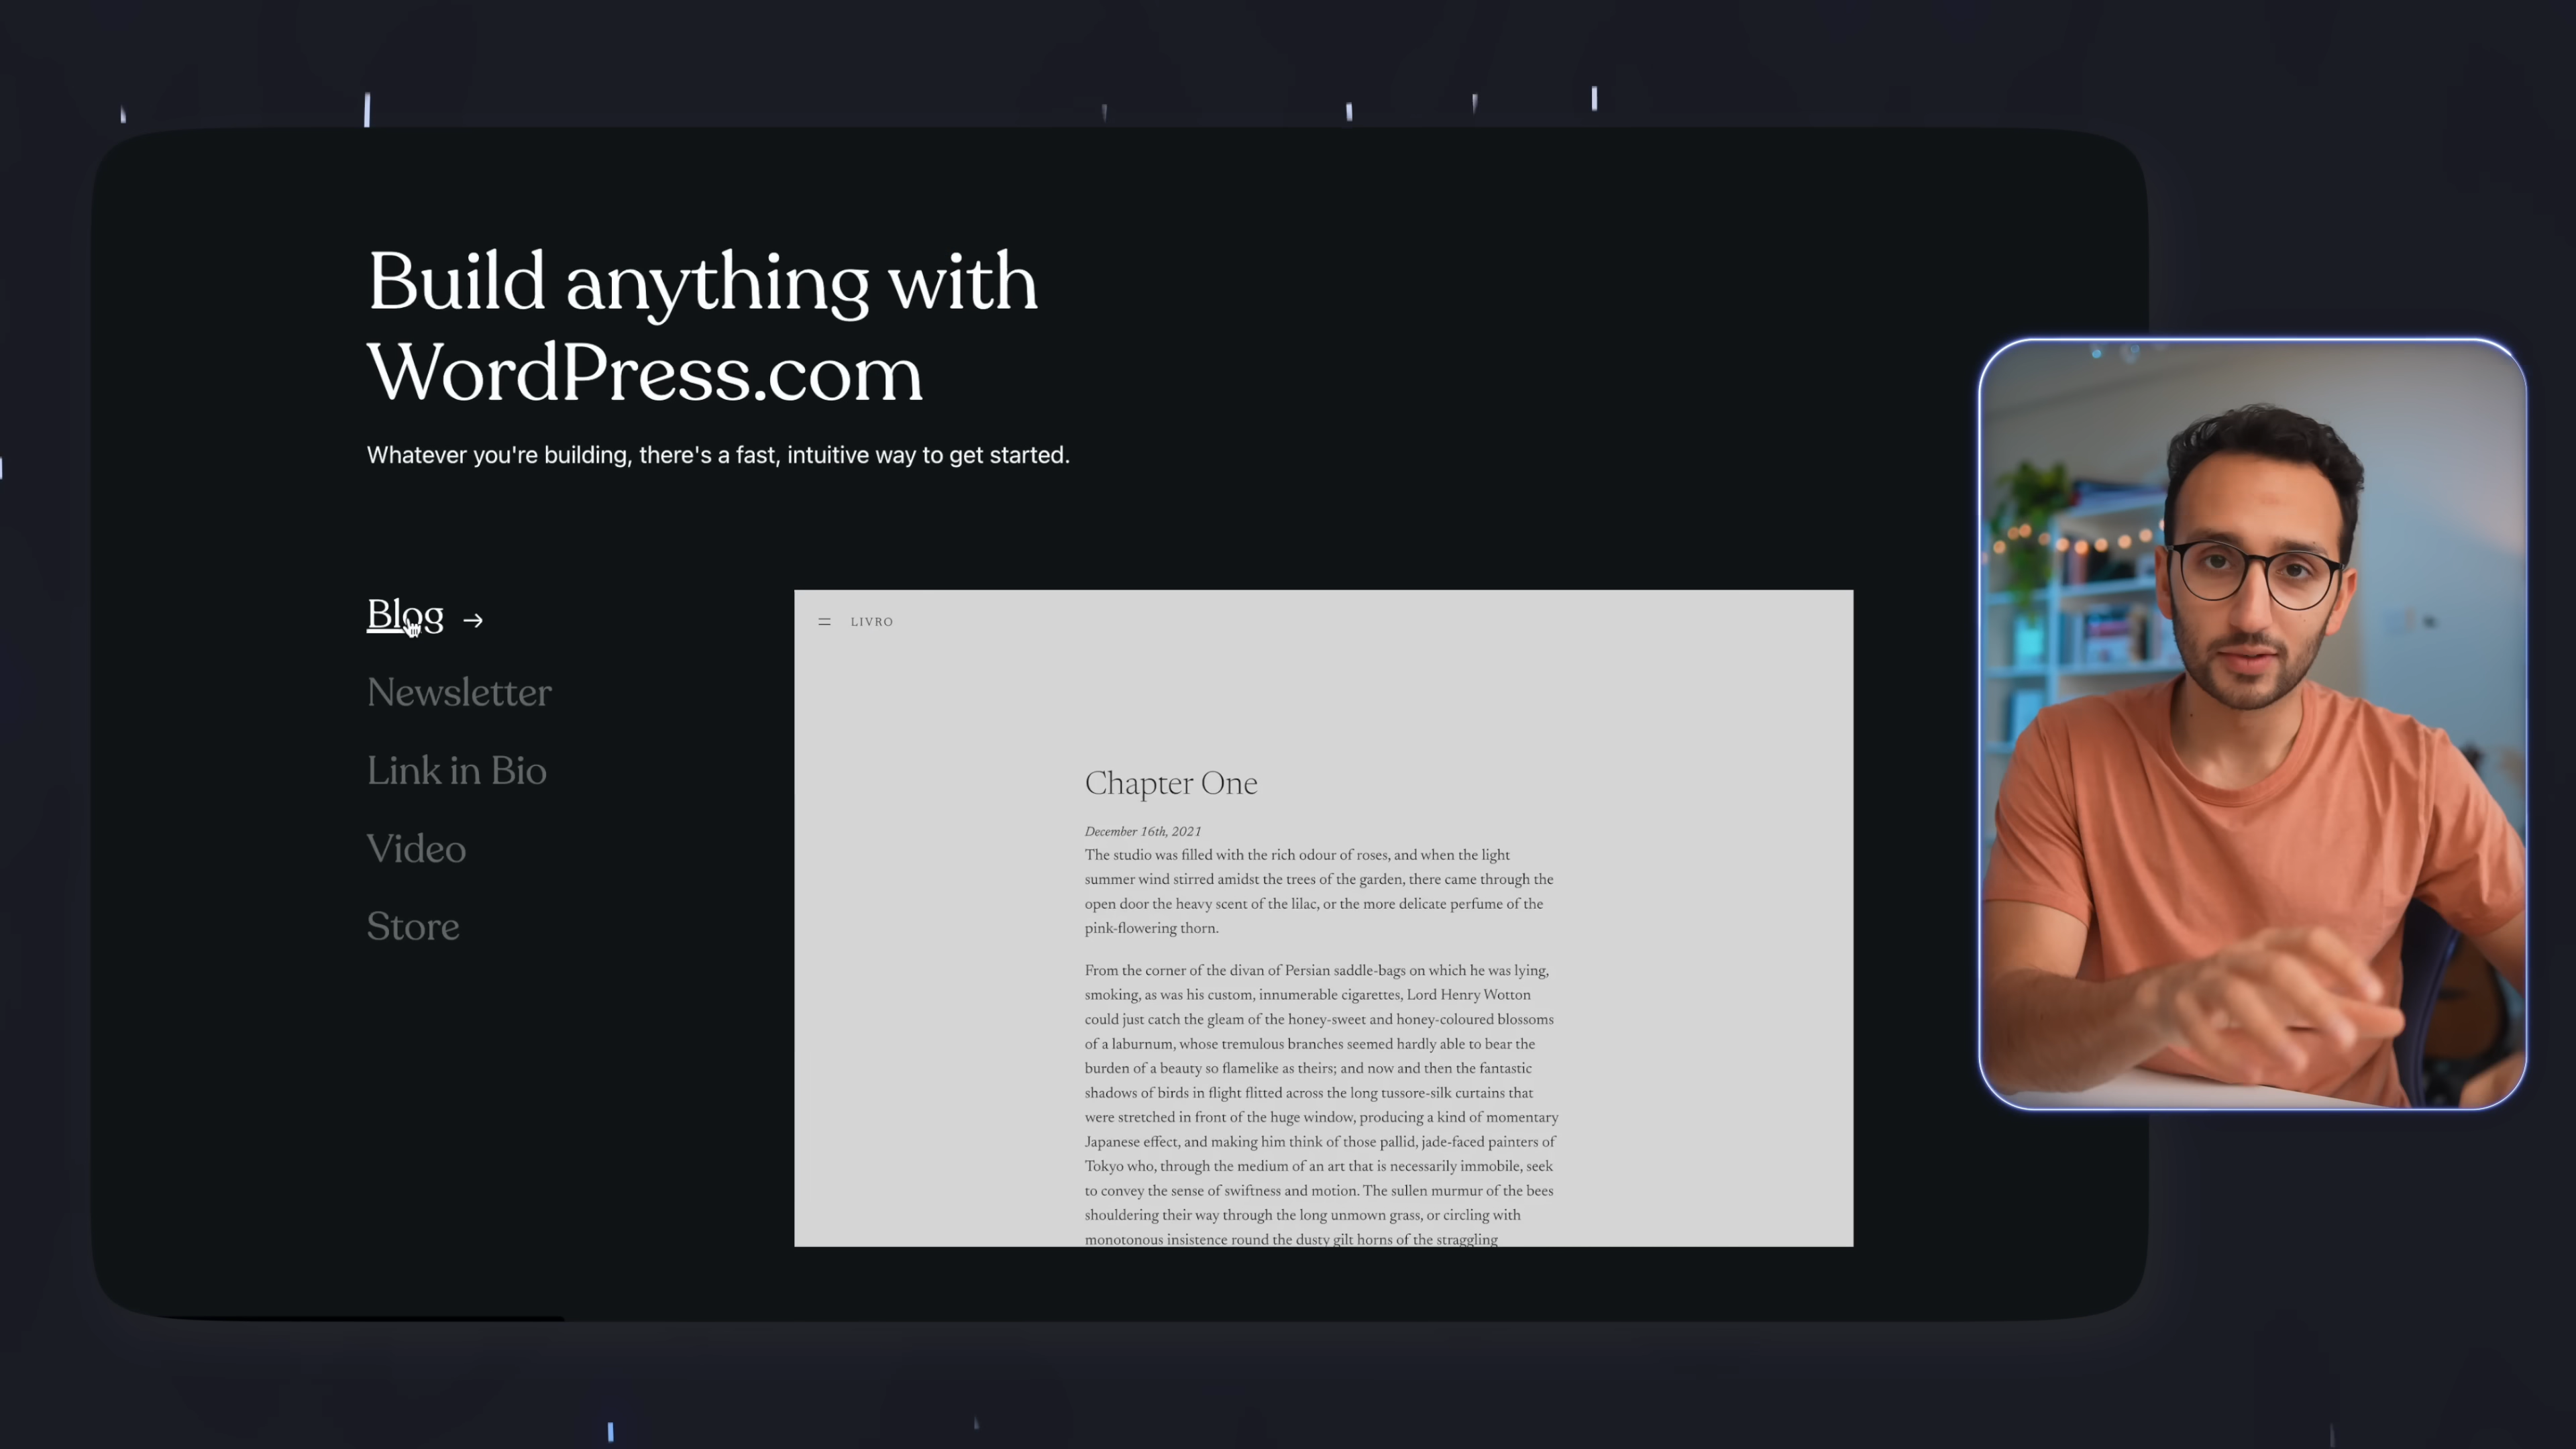 Build anything with
WordPress.com
Whatever you're building, there's a fast, intuitive way to get started.
Blog →
Newsletter
Link in Bio
Video
Store
LIVRO
Chapter One
December 16th, 2021
The studio was filled with the rich odour of roses, and when the light
summer wind stirred amidst the trees of the garden, there came through the
open door the heavy scent of the lilac, or the more delicate perfume of the
pink-flowering thorn.
From the corner of the divan of Persian saddle-bags on which he was lying,
smoking, as was his custom, innumerable cigarettes, Lord Henry Wotton
could just catch the gleam of the honey-sweet and honey-coloured blossoms
of a laburnum, whose tremulous branches seemed hardly able to bear the
burden of a beauty so flamelike as theirs; and now and then the fantastic
shadows of birds in flight flitted across the long tussore-silk curtains that
were stretched in front of the huge window, producing a kind of momentary
Japanese effect, and making him think of those pallid, jade-faced painters of
Tokyo who, through the medium of an art that is necessarily immobile, seek
to convey the sense of swiftness and motion. The sullen murmur of the bees
shouldering their way through the long unmown grass, or circling with
monotonous insistence round the dusty gilt horns of the straggling